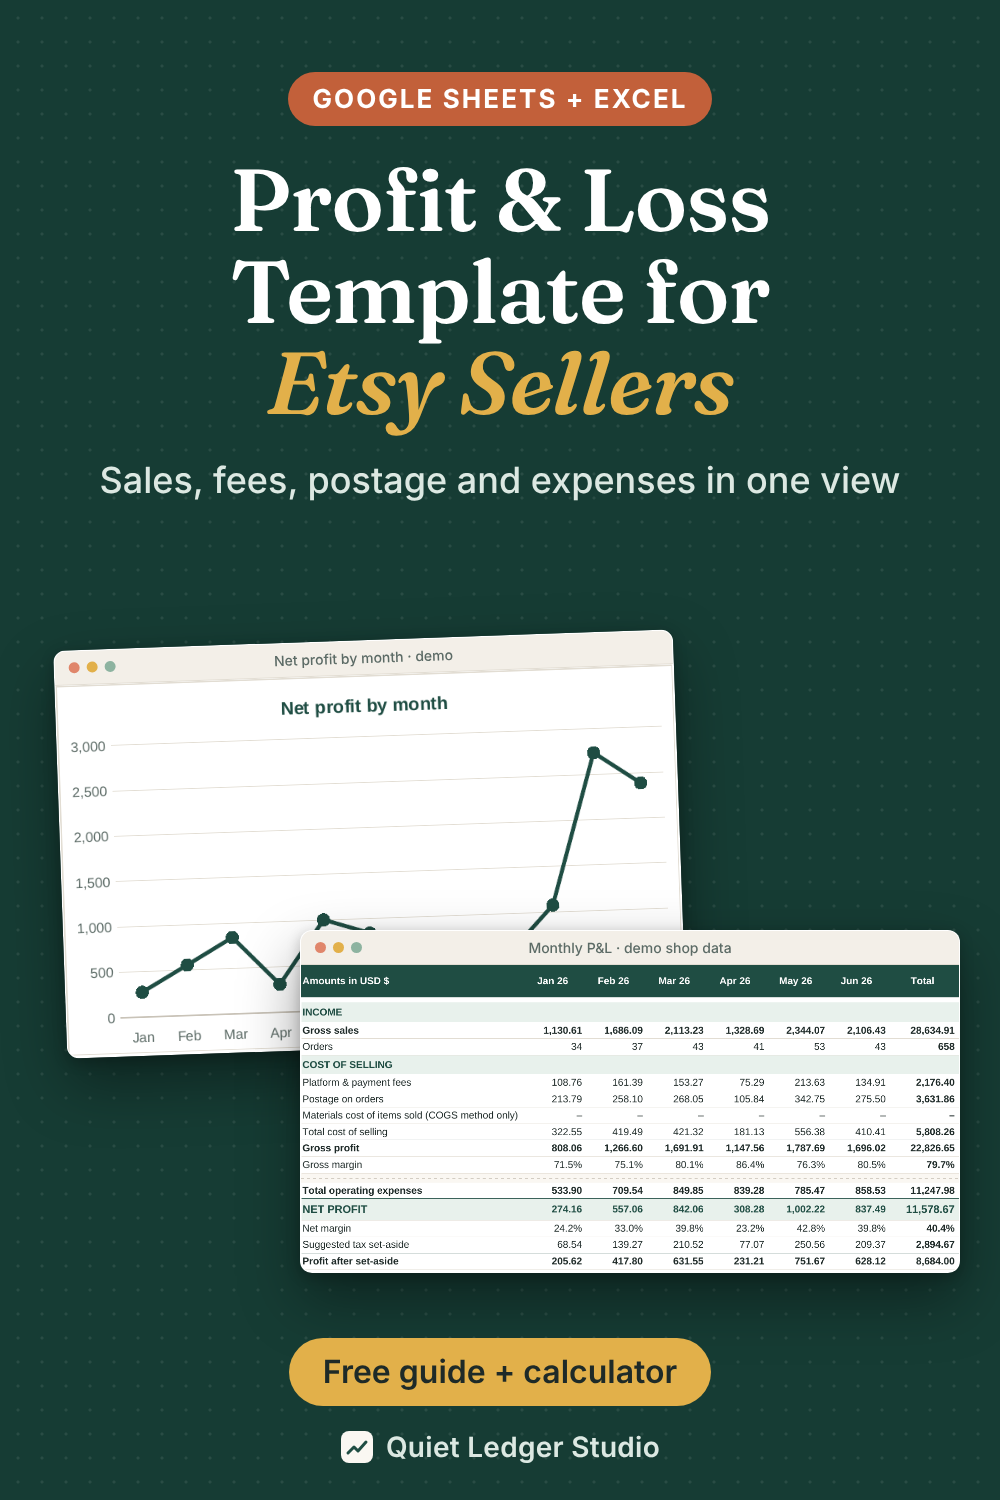 GOOGLE SHEETS + EXCEL
Profit & Loss
Template for
Etsy Sellers
Sales, fees, postage and expenses in one view
Net profit by month · demo
Net profit by month
3,000
2,500
2,000
1,500
1,000
500
0
Jan Feb Mar Apr
Monthly P&L · demo shop data
Amounts in USD $ Jan 26 Feb 26 Mar 26 Apr 26 May 26 Jun 26 Total
INCOME
Gross sales 1,130.61 1,686.09 2,113.23 1,328.69 2,344.07 2,106.43 28,634.91
Orders 34 37 43 41 53 43 658
COST OF SELLING
Platform & payment fees 108.76 161.39 153.27 75.29 213.63 134.91 2,176.40
Postage on orders 213.79 258.10 268.05 105.84 342.75 275.50 3,631.86
Materials cost of items sold (COGS method only) – – – – – – –
Total cost of selling 322.55 419.49 421.32 181.13 556.38 410.41 5,808.26
Gross profit 808.06 1,266.60 1,691.91 1,147.56 1,787.69 1,696.02 22,826.65
Gross margin 71.5% 75.1% 80.1% 86.4% 76.3% 80.5% 79.7%
Total operating expenses 533.90 709.54 849.85 839.28 785.47 858.53 11,247.98
NET PROFIT 274.16 557.06 842.06 308.28 1,002.22 837.49 11,578.67
Net margin 24.2% 33.0% 39.8% 23.2% 42.8% 39.8% 40.4%
Suggested tax set-aside 68.54 139.27 210.52 77.07 250.56 209.37 2,894.67
Profit after set-aside 205.62 417.80 631.55 231.21 751.67 628.12 8,684.00
Free guide + calculator
Quiet Ledger Studio